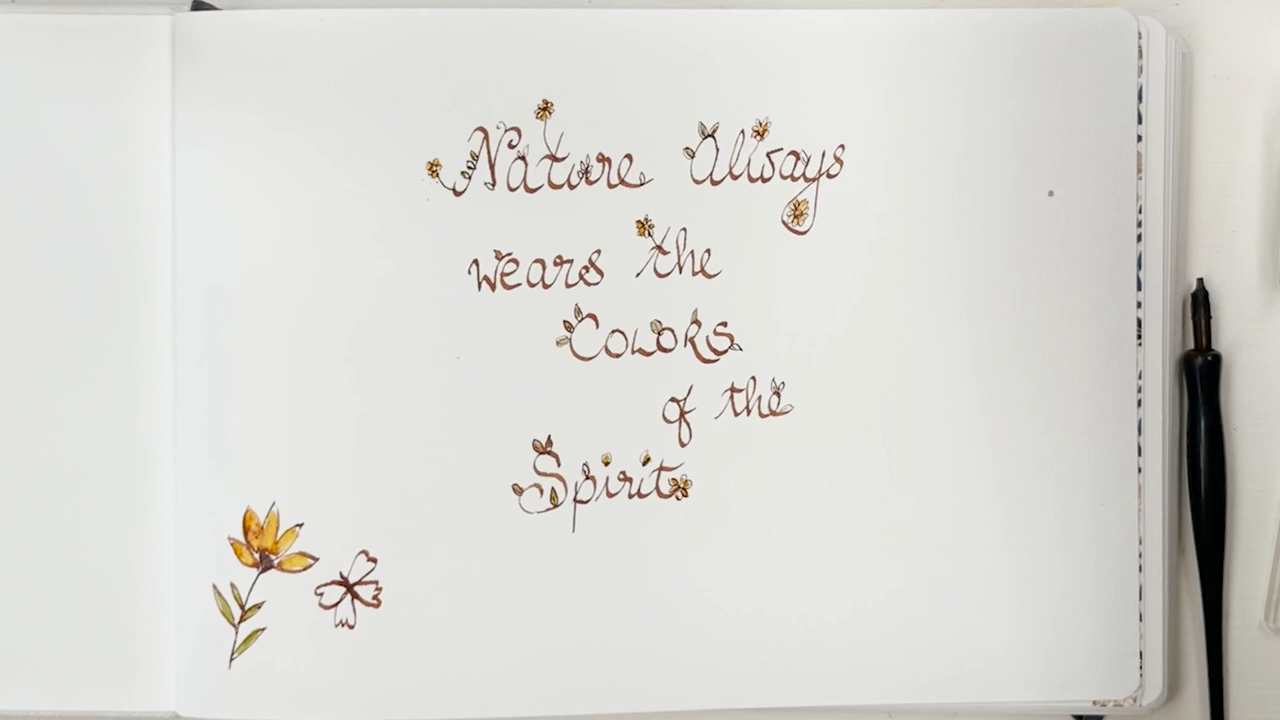 Nature Always
wears the
Colors
of the
Spirit